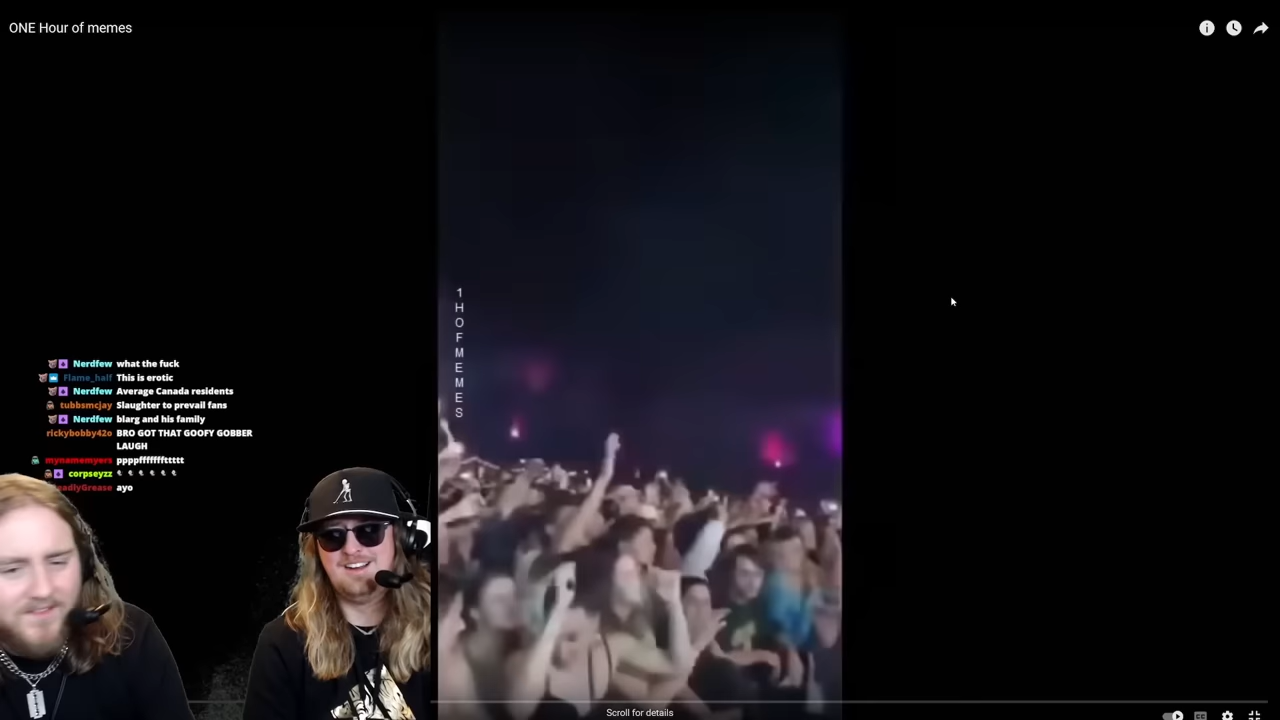 ONE Hour of memes
1
H
O
F
M
E
M
E
S
Nerdfew what the fuck
Flame_half This is erotic
Nerdfew Average Canada residents
tubbsmcjay Slaughter to prevail fans
Nerdfew blarg and his family
rickybobby42o BRO GOT THAT GOOFY GOBBER
LAUGH
mynamemyers ppppfffffffttttt
corpseyzz
eadlyGrease ayo
Scroll for details